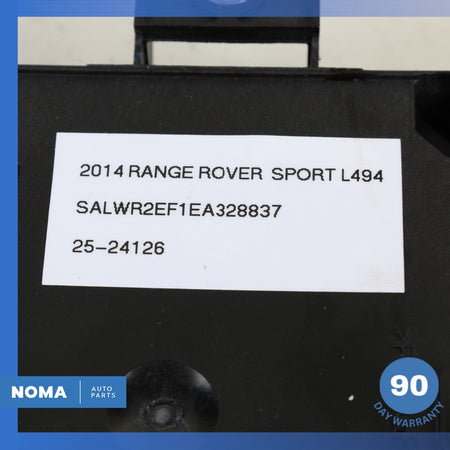 2014 RANGE ROVER SPORT L494
SALWR2EF1EA328837
25-24126
NOMA
AUTO
PARTS
90
DAY WARRANTY